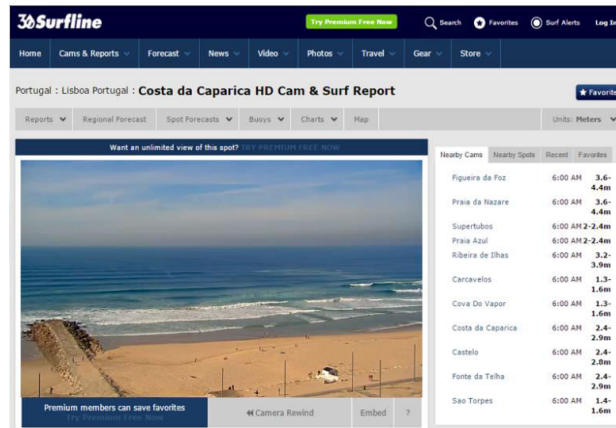 30 Surfline
Try Premium Free Now
Search
Favorites
Surf Alerts
Log In
Home Cams & Reports Forecast News Video Photos Travel Gear Store
Portugal : Lisboa Portugal : Costa da Caparica HD Cam & Surf Report
Favorite
Reports Regional Forecast Spot Forecasts Buoys Charts Map
Units: Meters
Want an unlimited view of this spot? TRY PREMIUM FREE NOW
Nearby Cams Nearby Spots Recent Favorites
Figueira da Foz 6:00 AM 3.6-
4.4m
Praia da Nazare 6:00 AM 3.6-
4.4m
Supertubos 6:00 AM 2-2.4m
Praia Azul 6:00 AM 2-2.4m
Ribeira de Ilhas 6:00 AM 3.2-
3.9m
Carcavelos 6:00 AM 1.3-
1.6m
Cova Do Vapor 6:00 AM 1.3-
1.6m
Costa da Caparica 6:00 AM 2.4-
2.9m
Castelo 6:00 AM 2.4-
2.8m
Fonte da Telha 6:00 AM 2.4-
2.9m
Sao Torpes 6:00 AM 1.4-
1.6m
Premium members can save favorites
Try Premium Free Now
Camera Rewind
Embed
?